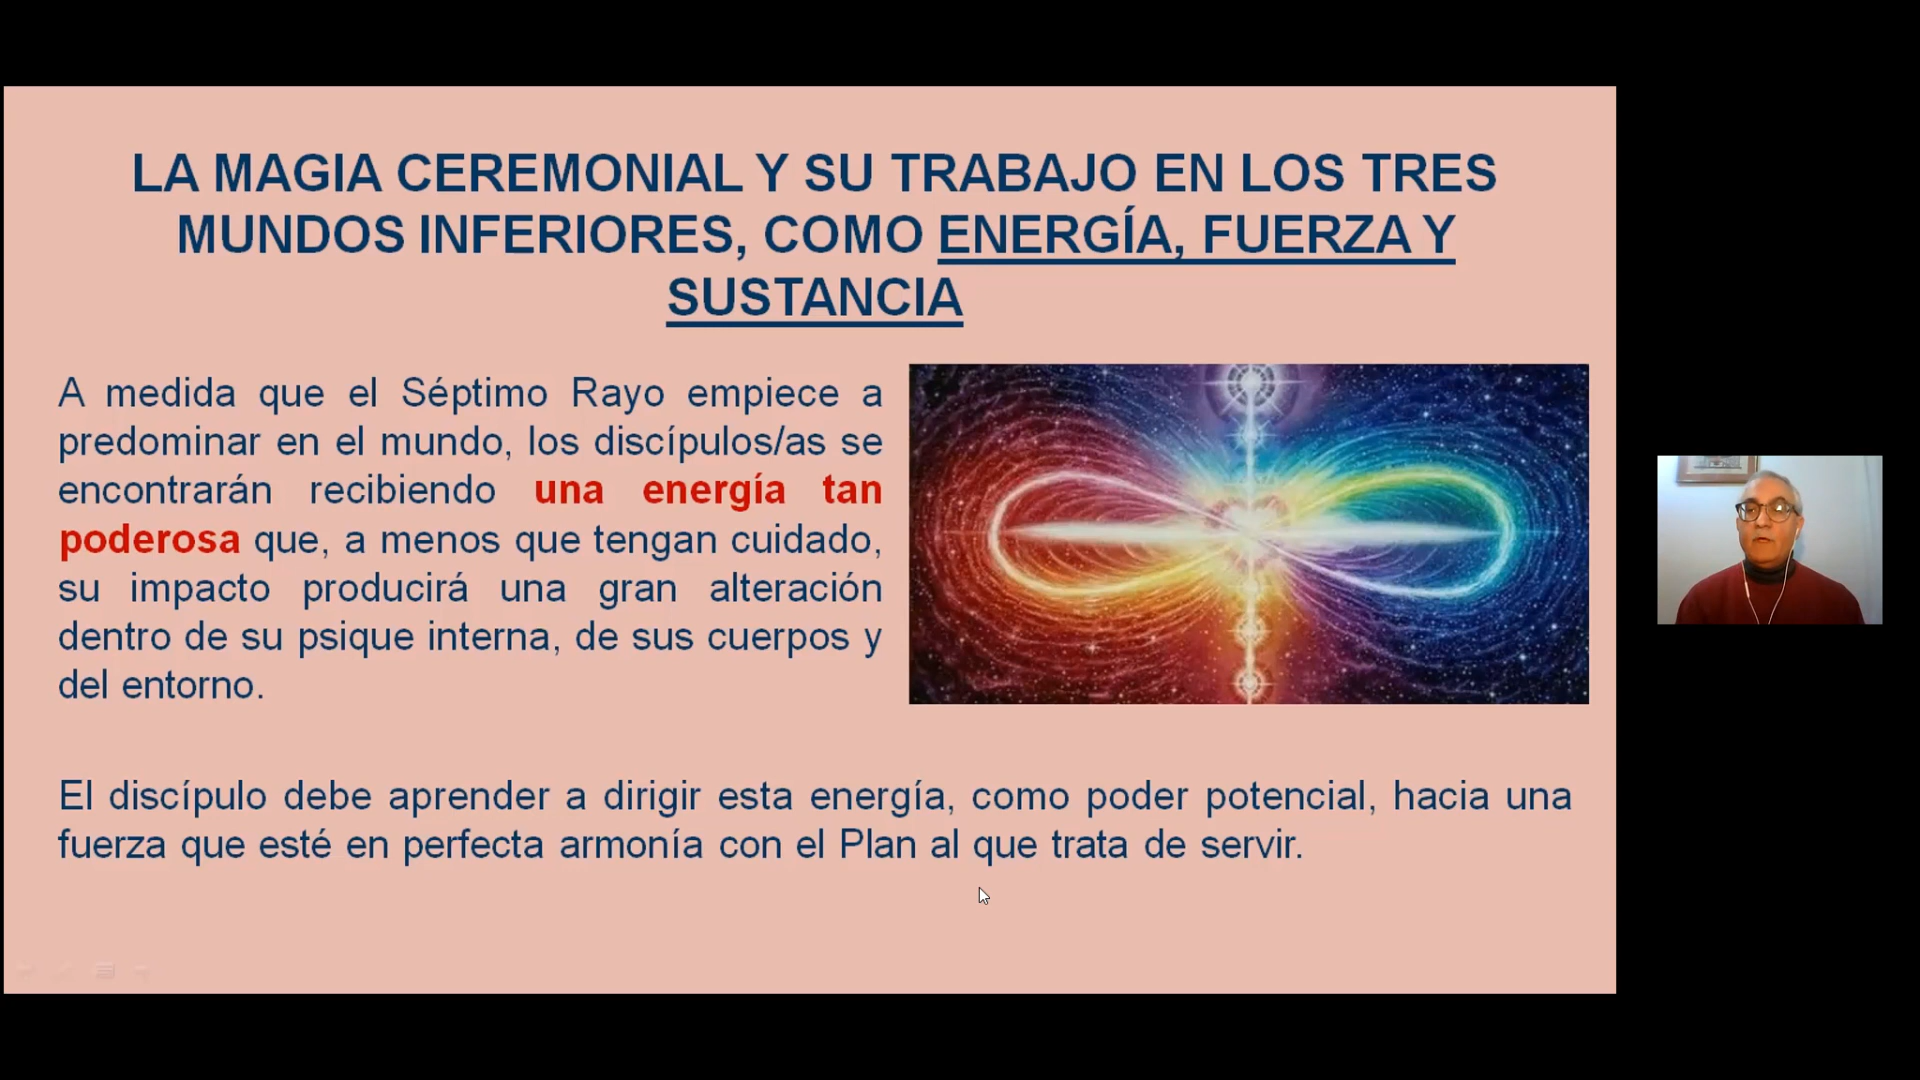 LA MAGIA CEREMONIAL Y SU TRABAJO EN LOS TRES
MUNDOS INFERIORES, COMO ENERGÍA, FUERZA Y
SUSTANCIA
A medida que el Séptimo Rayo empiece a
predominar en el mundo, los discípulos/as se
encontrarán recibiendo una energía tan
poderosa que, a menos que tengan cuidado,
su impacto producirá una gran alteración
dentro de su psique interna, de sus cuerpos y
del entorno.
El discípulo debe aprender a dirigir esta energía, como poder potencial, hacia una
fuerza que esté en perfecta armonía con el Plan al que trata de servir.